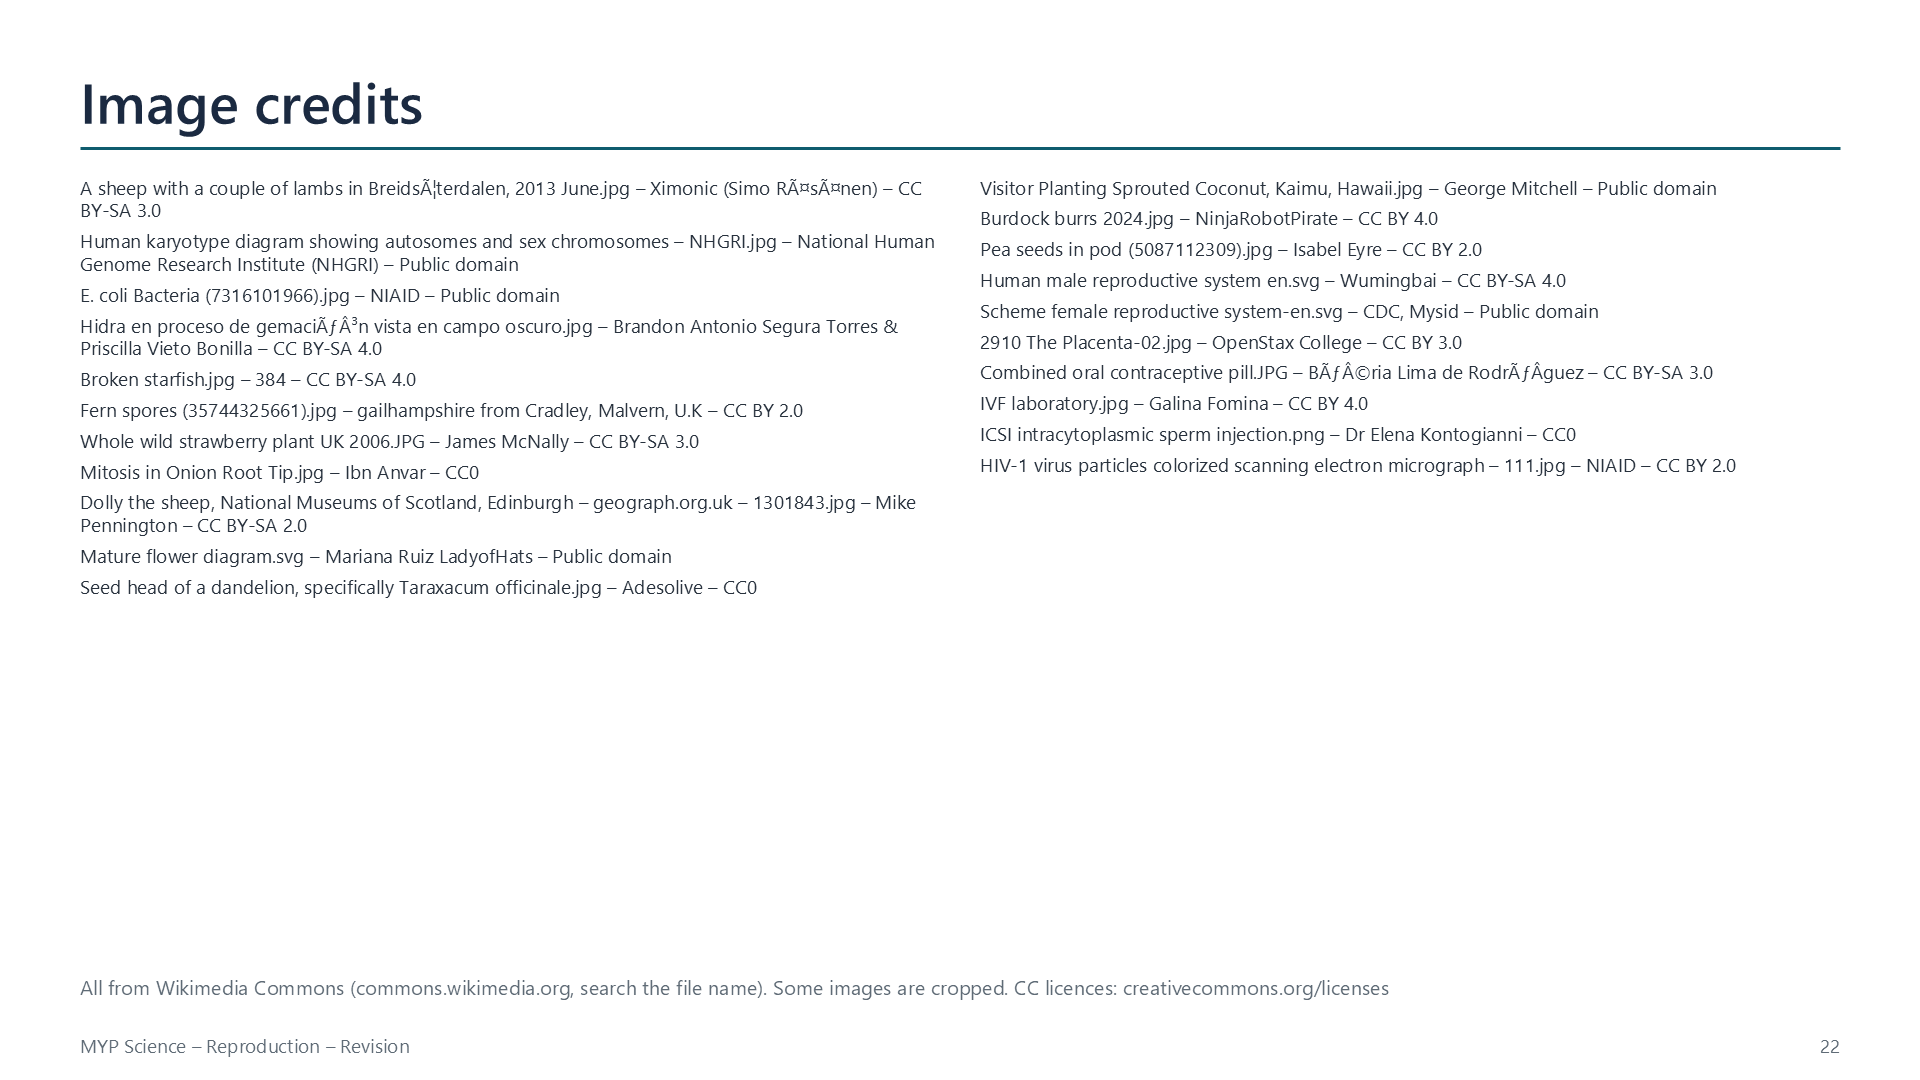 Image credits
A sheep with a couple of lambs in BreidsÃ¦terdalen, 2013 June.jpg – Ximonic (Simo RÃ¤sÃ¤nen) – CC
BY-SA 3.0
Human karyotype diagram showing autosomes and sex chromosomes – NHGRI.jpg – National Human
Genome Research Institute (NHGRI) – Public domain
E. coli Bacteria (7316101966).jpg – NIAID – Public domain
Hidra en proceso de gemaciÃƒÂ³n vista en campo oscuro.jpg – Brandon Antonio Segura Torres &
Priscilla Vieto Bonilla – CC BY-SA 4.0
Broken starfish.jpg – 384 – CC BY-SA 4.0
Fern spores (35744325661).jpg – gailhampshire from Cradley, Malvern, U.K – CC BY 2.0
Whole wild strawberry plant UK 2006.JPG – James McNally – CC BY-SA 3.0
Mitosis in Onion Root Tip.jpg – Ibn Anvar – CC0
Dolly the sheep, National Museums of Scotland, Edinburgh – geograph.org.uk – 1301843.jpg – Mike
Pennington – CC BY-SA 2.0
Mature flower diagram.svg – Mariana Ruiz LadyofHats – Public domain
Seed head of a dandelion, specifically Taraxacum officinale.jpg – Adesolive – CC0
Visitor Planting Sprouted Coconut, Kaimu, Hawaii.jpg – George Mitchell – Public domain
Burdock burrs 2024.jpg – NinjaRobotPirate – CC BY 4.0
Pea seeds in pod (5087112309).jpg – Isabel Eyre – CC BY 2.0
Human male reproductive system en.svg – Wumingbai – CC BY-SA 4.0
Scheme female reproductive system-en.svg – CDC, Mysid – Public domain
2910 The Placenta-02.jpg – OpenStax College – CC BY 3.0
Combined oral contraceptive pill.JPG – BÃƒÂ©ria Lima de RodrÃƒÂguez – CC BY-SA 3.0
IVF laboratory.jpg – Galina Fomina – CC BY 4.0
ICSI intracytoplasmic sperm injection.png – Dr Elena Kontogianni – CC0
HIV-1 virus particles colorized scanning electron micrograph – 111.jpg – NIAID – CC BY 2.0
All from Wikimedia Commons (commons.wikimedia.org, search the file name). Some images are cropped. CC licences: creativecommons.org/licenses
MYP Science – Reproduction – Revision
22